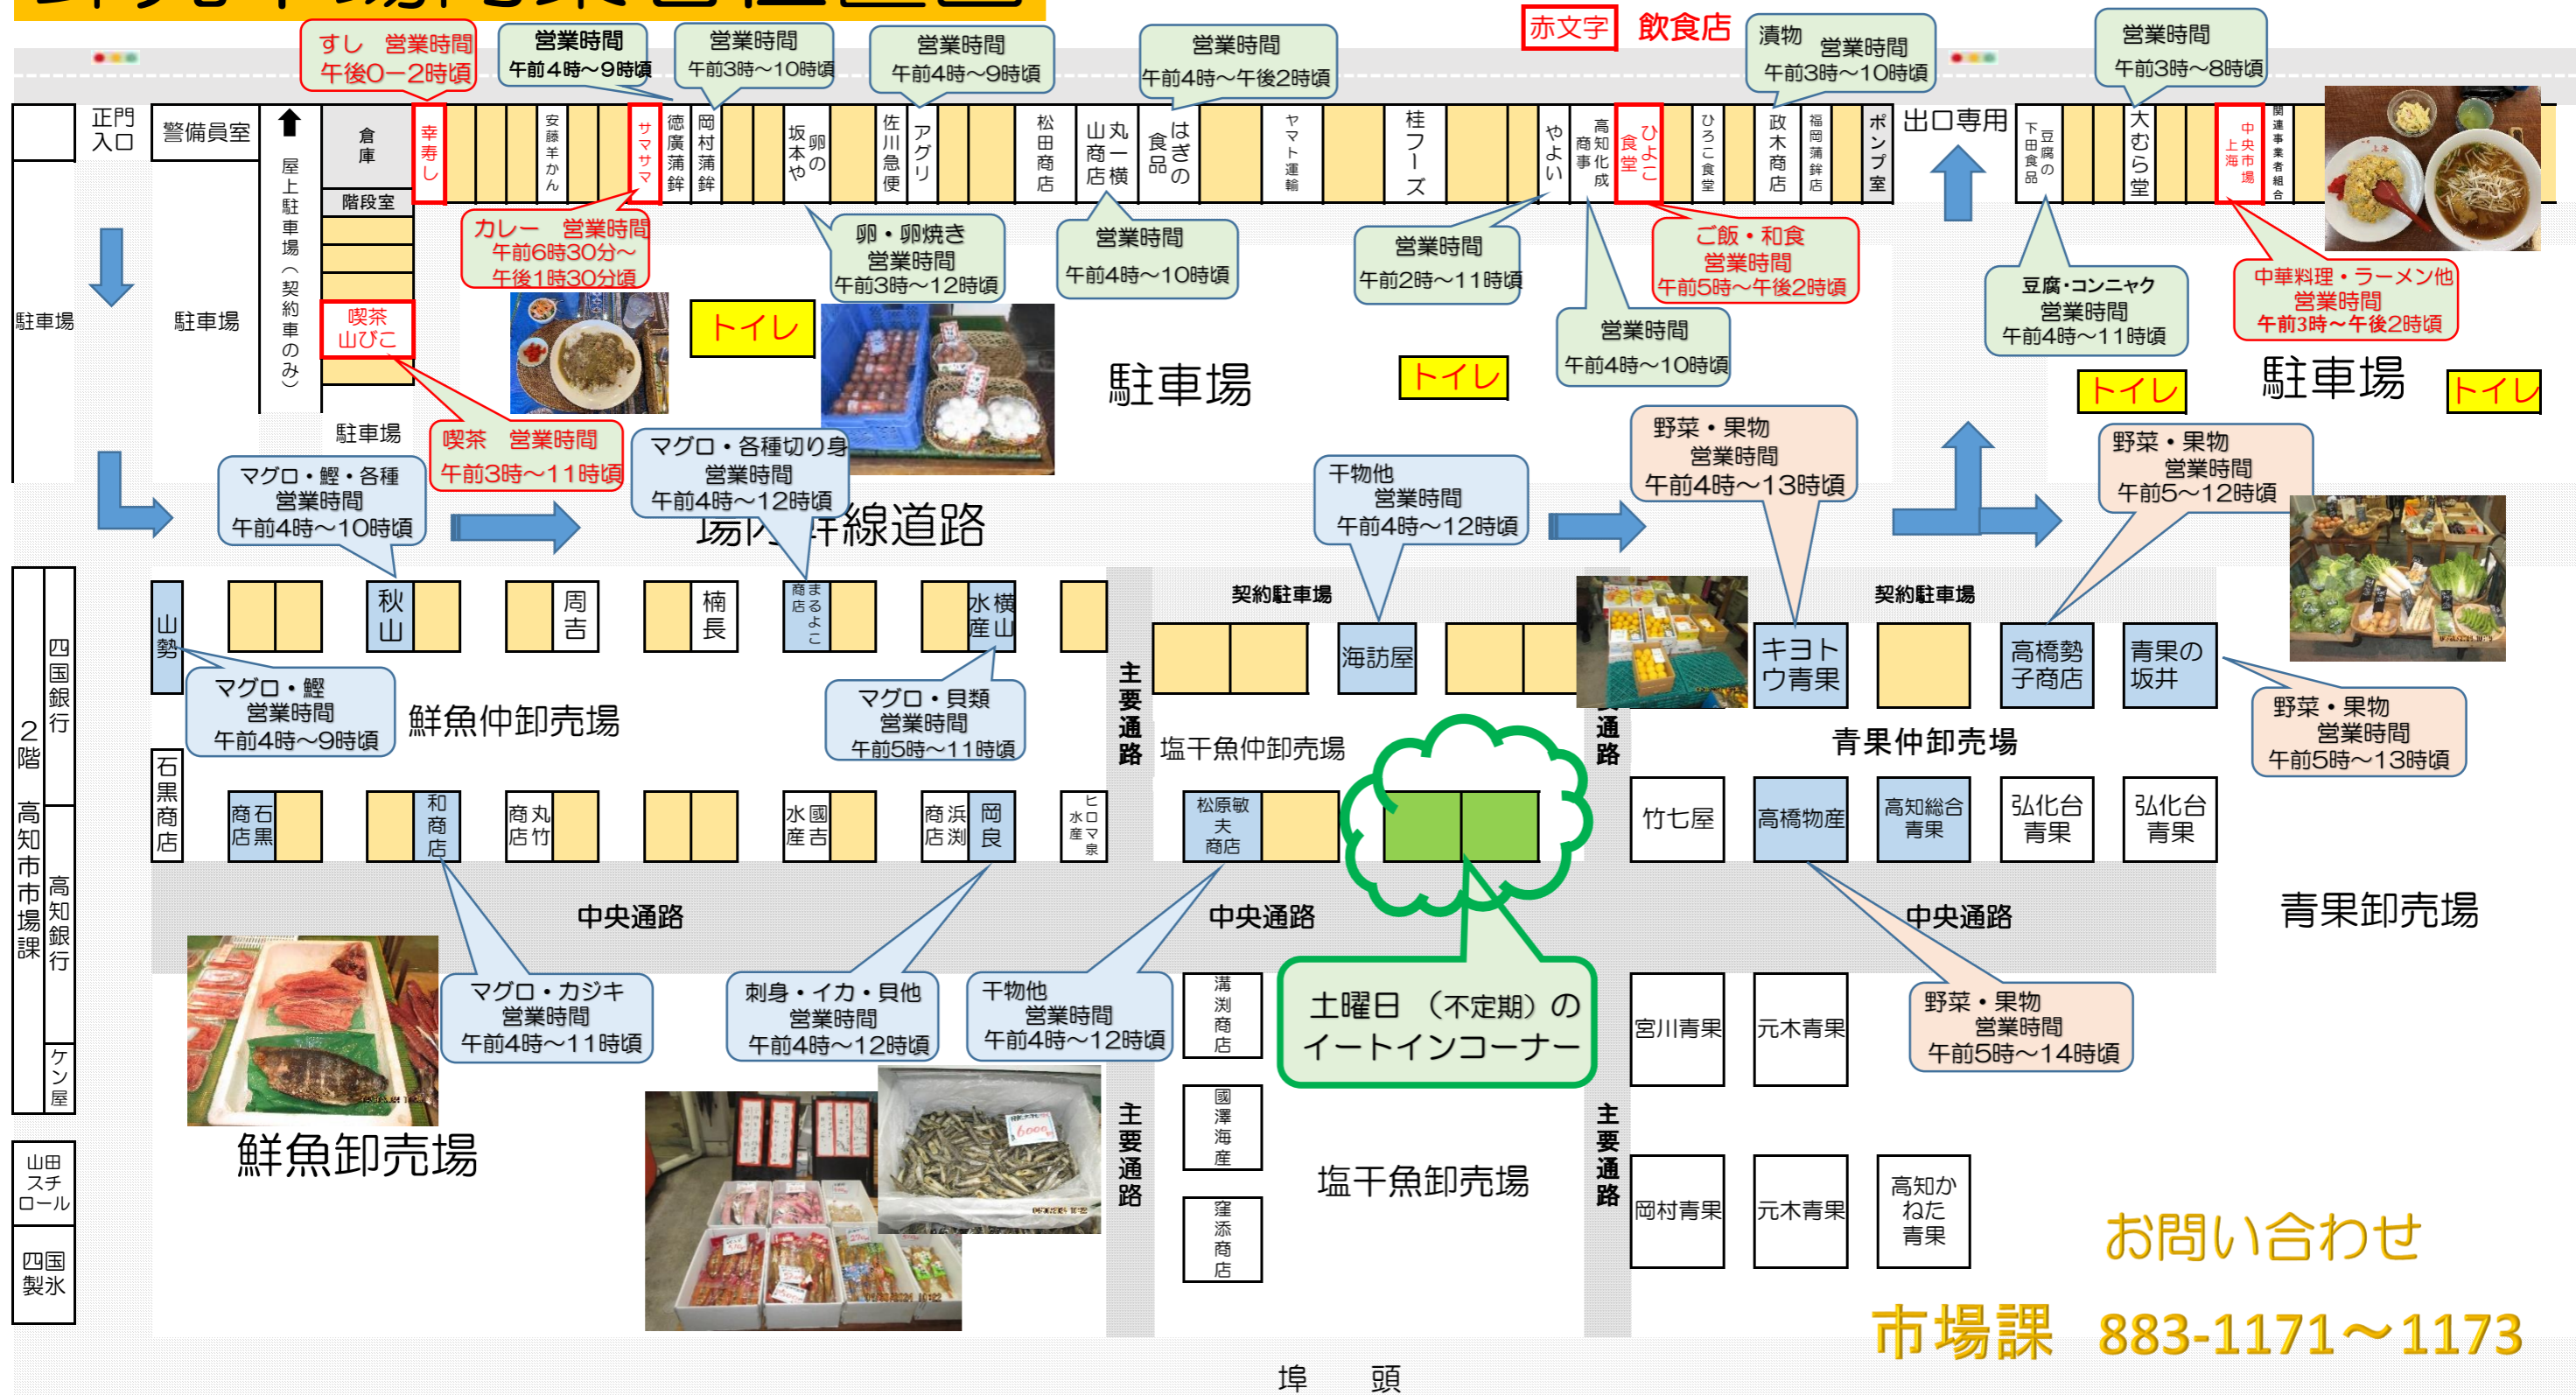 赤文字 飲食店
すし 営業時間
午後0ー2時頃
営業時間
午前4時～9時頃
営業時間
午前3時～10時頃
営業時間
午前4時～9時頃
営業時間
午前4時～午後2時頃
漬物 営業時間
午前3時～10時頃
営業時間
午前3時～8時頃
正門
入口
警備員室
屋上駐車場（契約車のみ）
倉庫
階段室
幸寿し
安藤羊かん
サマサマ
徳廣蒲鉾
岡村蒲鉾
卵の
坂本や
佐川急便
アグリ
松田商店
丸一横
山商店
はぎの
食品
ヤマト運輸
桂フーズ
やよい
高知化成
商事
ひよこ
食堂
ひろこ食堂
政木商店
福岡蒲鉾店
ポンプ室
出口専用
豆腐の
下田食品
大むら堂
中央市場
上海
関連事業者組合
カレー 営業時間
午前6時30分～
午後1時30分頃
卵・卵焼き
営業時間
午前3時～12時頃
営業時間
午前4時～10時頃
営業時間
午前2時～11時頃
営業時間
午前4時～10時頃
ご飯・和食
営業時間
午前5時～午後2時頃
豆腐・コンニャク
営業時間
午前4時～11時頃
中華料理・ラーメン他
営業時間
午前3時～午後2時頃
駐車場
駐車場
喫茶
山びこ
トイレ
駐車場
トイレ
トイレ
駐車場
トイレ
駐車場
喫茶 営業時間
午前3時～11時頃
マグロ・鰹・各種
営業時間
午前4時～10時頃
マグロ・各種切り身
営業時間
午前4時～12時頃
場内幹線道路
干物他
営業時間
午前4時～12時頃
野菜・果物
営業時間
午前4時～13時頃
野菜・果物
営業時間
午前5～12時頃
2階 高知市市場課
四国銀行
高知銀行
ケン屋
山田
スチ
ロール
四国
製氷
山勢
秋山
周吉
楠長
まるよこ
商店
横山
水産
主要通路
契約駐車場
海訪屋
契約駐車場
キヨト
ウ青果
高橋勢
子商店
青果の
坂井
マグロ・鰹
営業時間
午前4時～9時頃
鮮魚仲卸売場
マグロ・貝類
営業時間
午前5時～11時頃
塩干魚仲卸売場
通路
青果仲卸売場
野菜・果物
営業時間
午前5時～13時頃
石黒商店
石黒
商店
和商店
丸竹
商店
國吉
水産
浜渕
商店
岡良
ヒロマ泉
水産
松原敏
夫
商店
竹七屋
高橋物産
高知総合
青果
弘化台
青果
弘化台
青果
中央通路
中央通路
中央通路
青果卸売場
マグロ・カジキ
営業時間
午前4時～11時頃
刺身・イカ・貝他
営業時間
午前4時～12時頃
干物他
営業時間
午前4時～12時頃
溝渕商店
土曜日（不定期）の
イートインコーナー
宮川青果
元木青果
野菜・果物
営業時間
午前5時～14時頃
鮮魚卸売場
主要通路
國澤海産
窪添商店
塩干魚卸売場
主要通路
岡村青果
元木青果
高知か
ねた
青果
6000
お問い合わせ
市場課 883-1171～1173
埠 頭